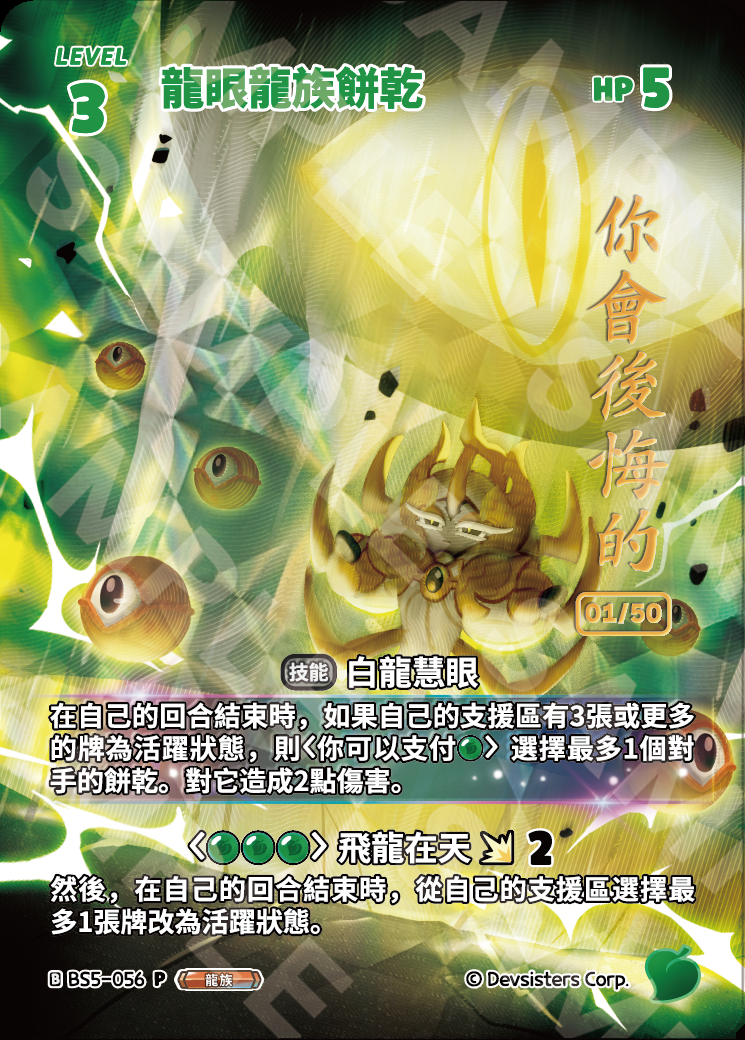 LEVEL
3
龍眼龍族餅乾
HP 5
你會後悔的
01/50
技能 白龍慧眼
在自己的回合結束時，如果自己的支援區有3張或更多
的牌為活躍狀態，則〈你可以支付〉選擇最多1個對
手的餅乾。對它造成2點傷害。
〈〉飛龍在天 2
然後，在自己的回合結束時，從自己的支援區選擇最
多1張牌改為活躍狀態。
B BS5-056 P 龍族
© Devsisters Corp.
SAMPLE